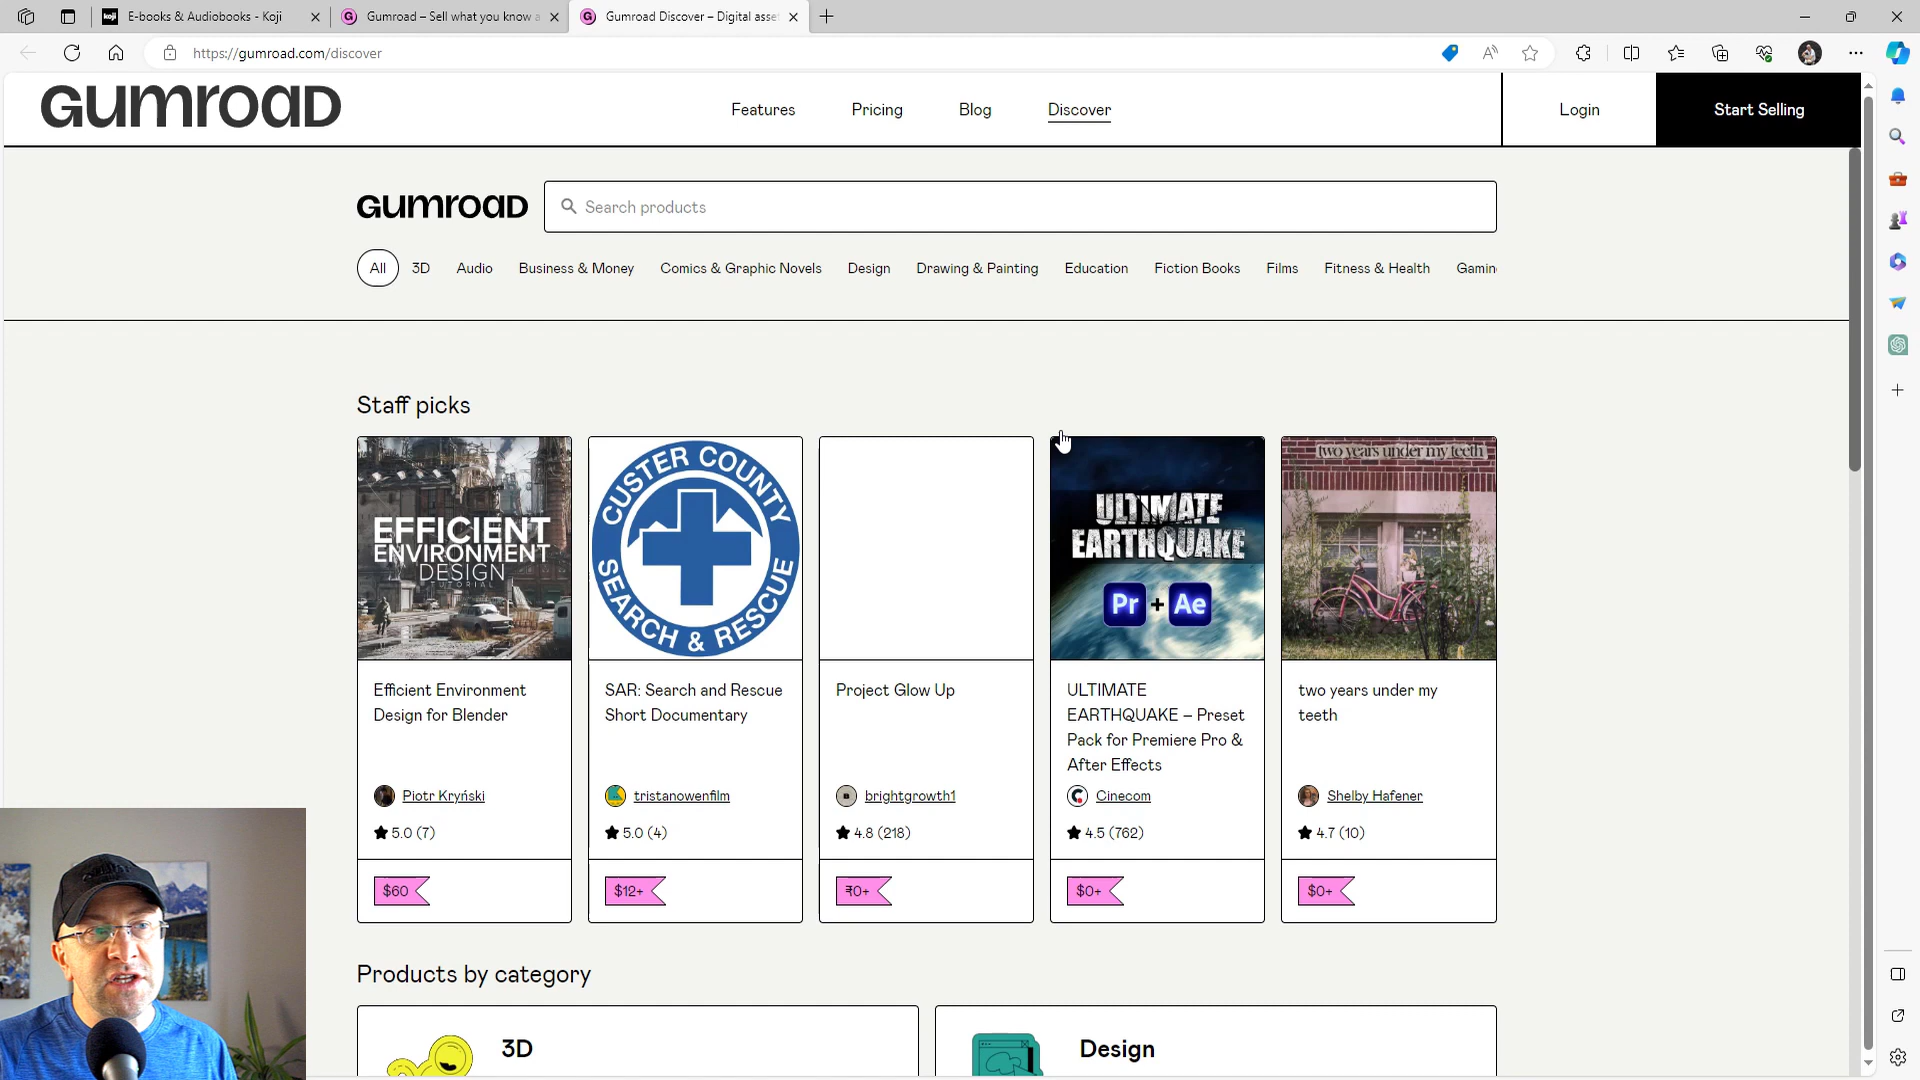 E-books & Audiobooks - Koji
Gumroad – Sell what you know a
Gumroad Discover – Digital asse
https://gumroad.com/discover
GUMROAD
Features
Pricing
Blog
Discover
Login
Start Selling
GUMROAD
Search products
All
3D
Audio
Business & Money
Comics & Graphic Novels
Design
Drawing & Painting
Education
Fiction Books
Films
Fitness & Health
Gamin
Staff picks
EFFICIENT
ENVIRONMENT
DESIGN
TUTORIAL
CUSTER COUNTY
SEARCH & RESCUE
ULTIMATE
EARTHQUAKE
Pr + Ae
two years under my teeth
Efficient Environment
Design for Blender
SAR: Search and Rescue
Short Documentary
Project Glow Up
ULTIMATE
EARTHQUAKE – Preset
Pack for Premiere Pro &
After Effects
two years under my
teeth
Piotr Kryński
tristanowenfilm
brightgrowth1
Cinecom
Shelby Hafener
5.0 (7)
5.0 (4)
4.8 (218)
4.5 (762)
4.7 (10)
$60
$12+
₹0+
$0+
$0+
Products by category
3D
Design